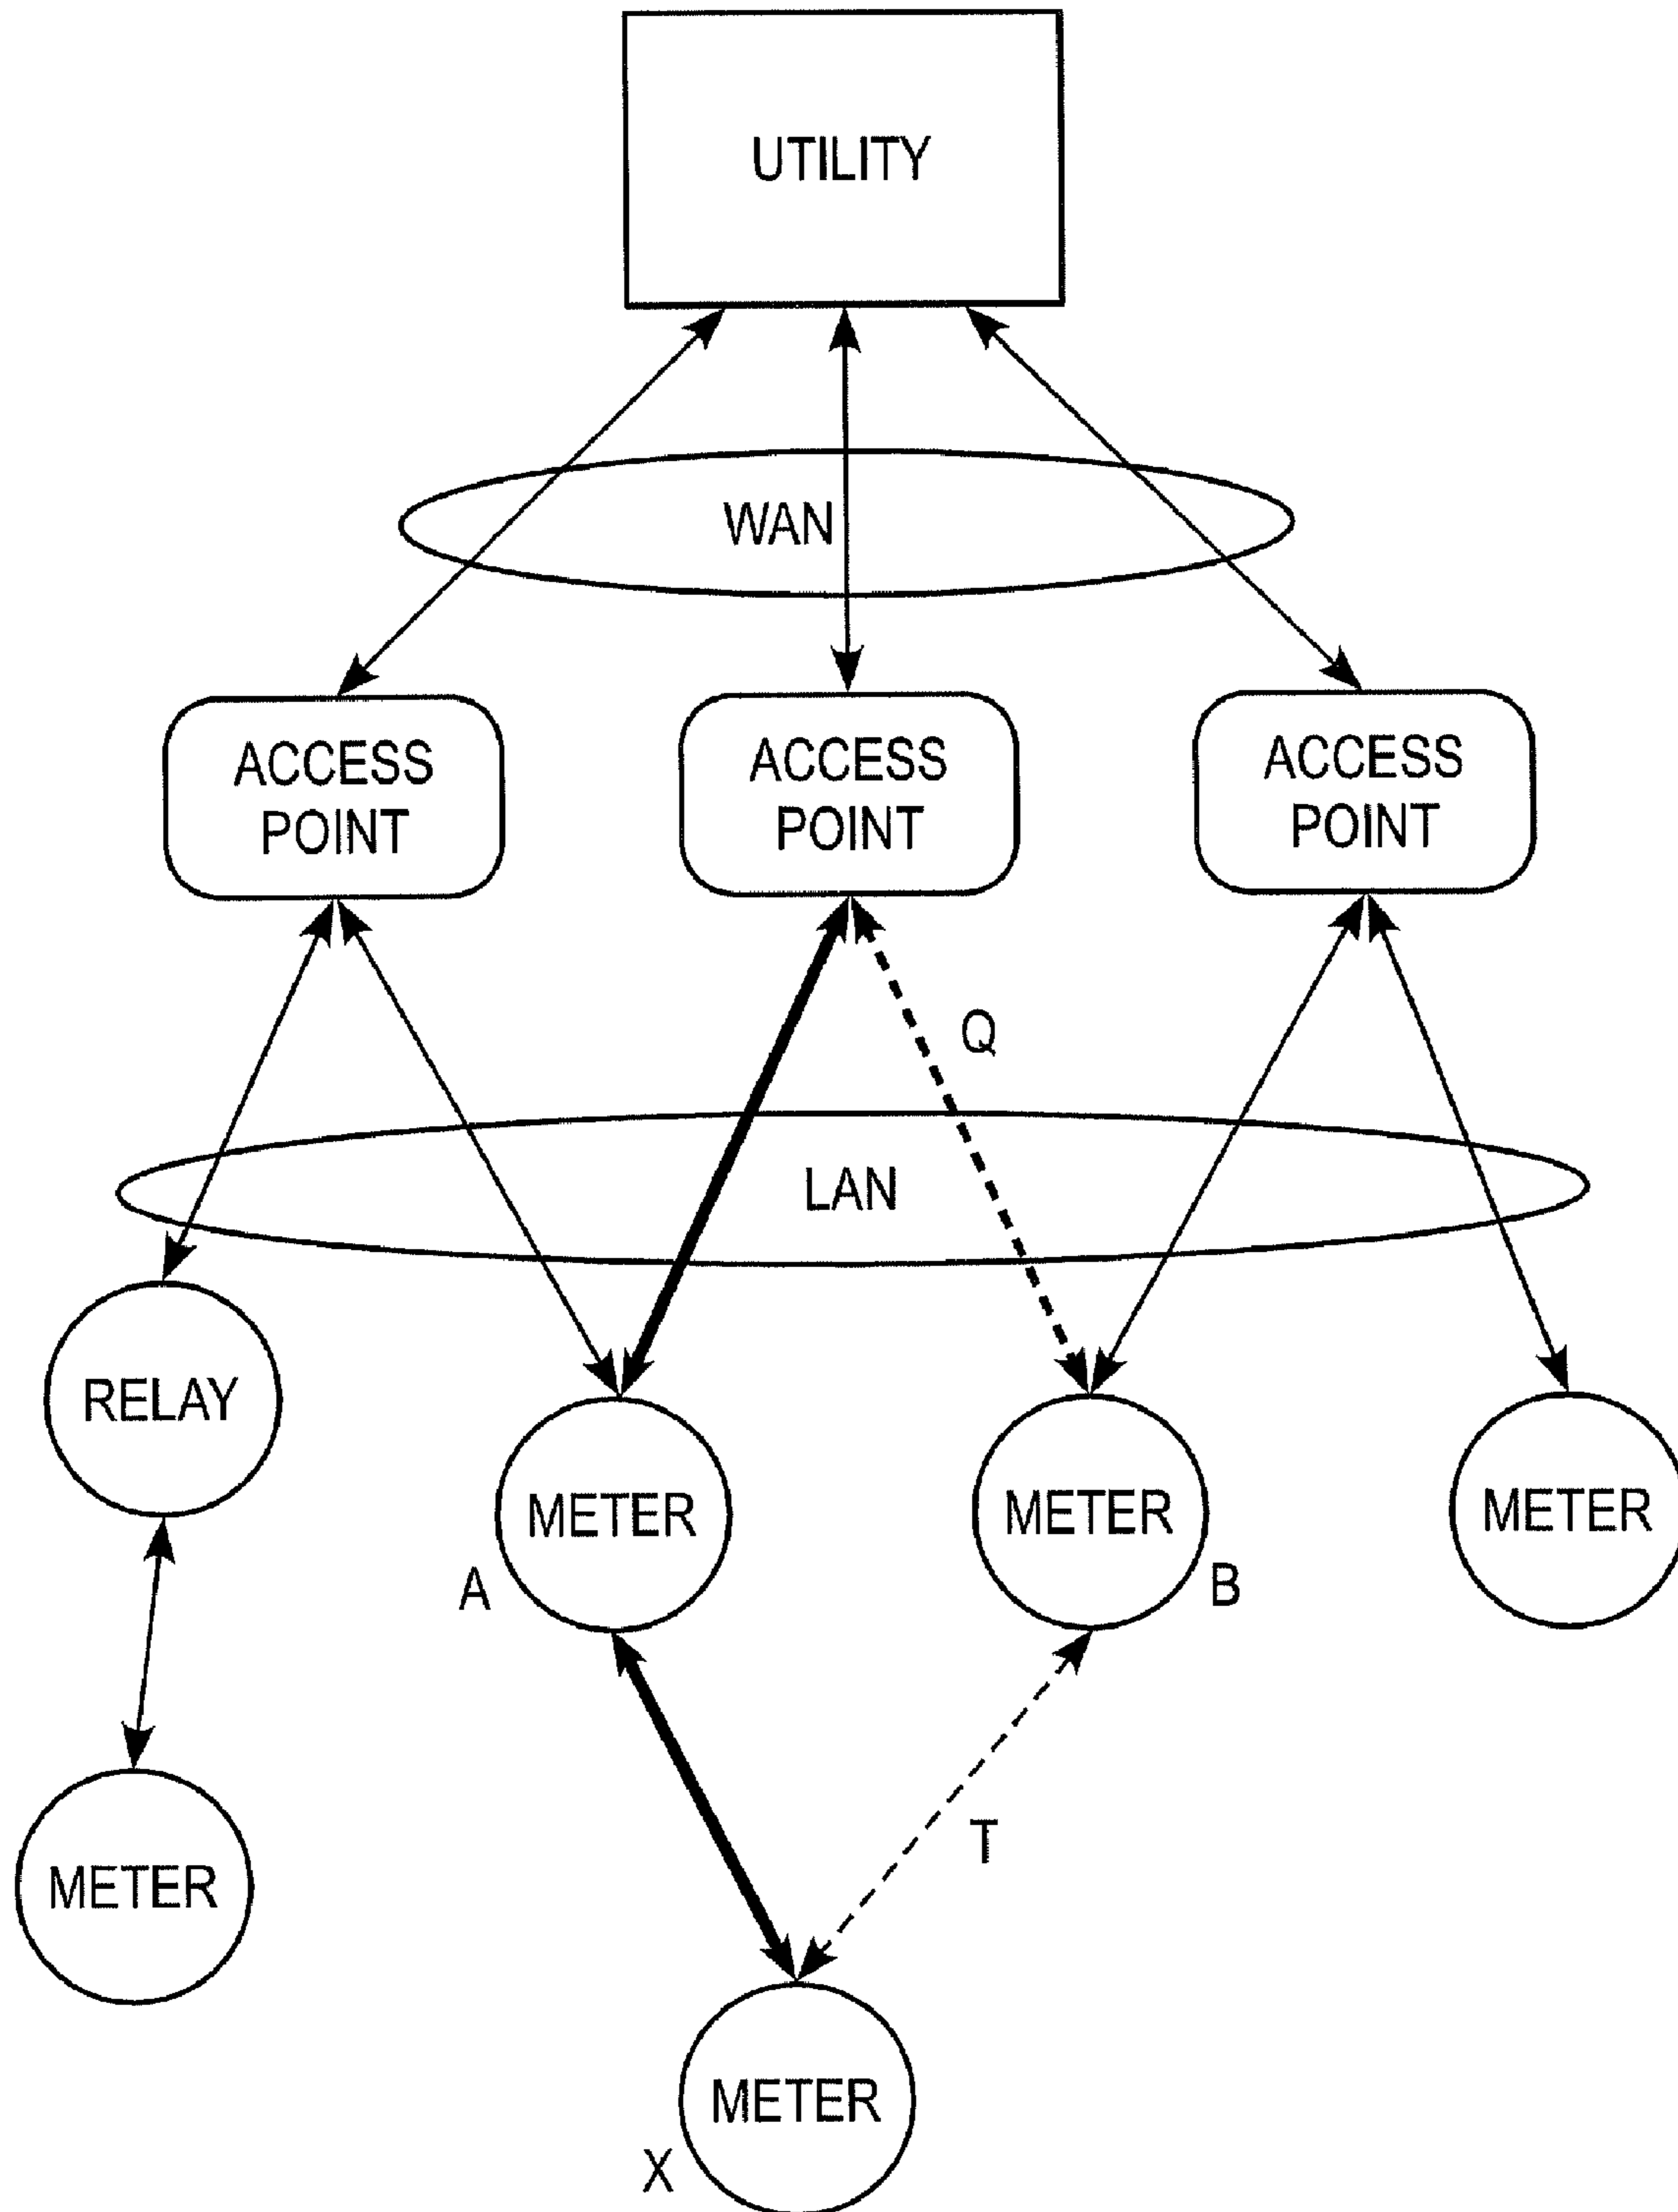 UTILITY
WAN
ACCESS
POINT
ACCESS
POINT
ACCESS
POINT
Q
LAN
RELAY
METER
A
METER
B
METER
METER
T
METER
X